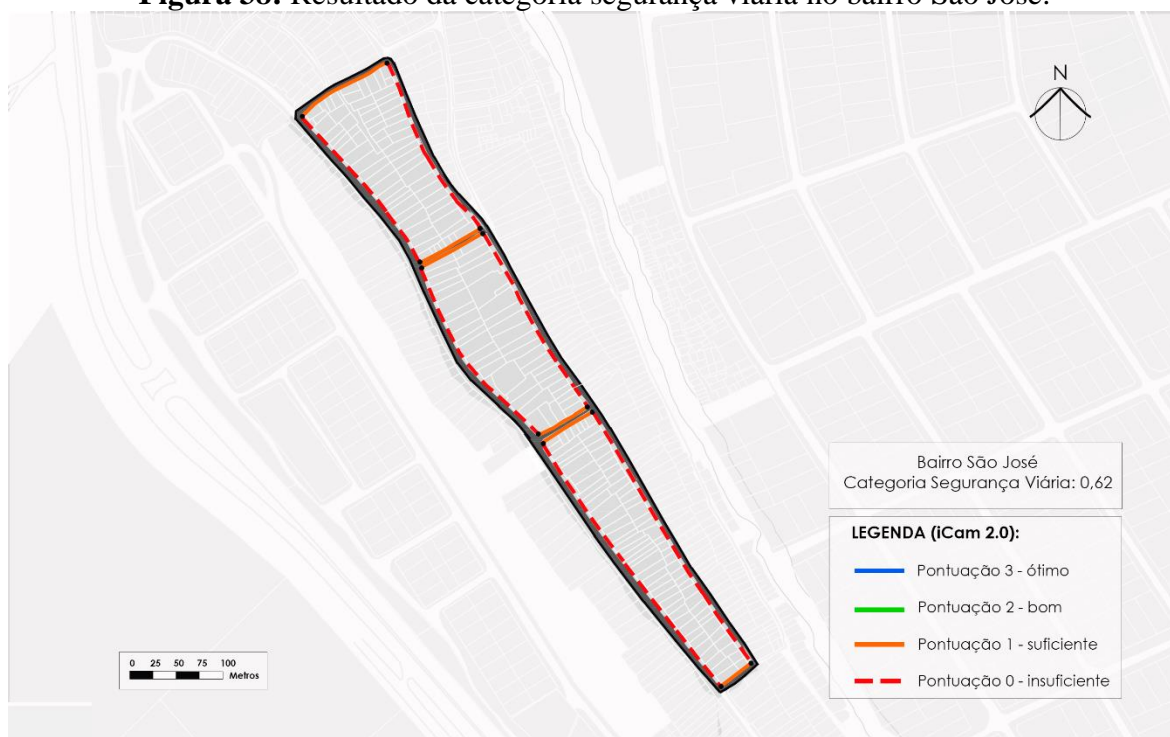 Figura 38: Resultado da categoria segurança viária no bairro São José.
N
Bairro São José
Categoria Segurança Viária: 0,62
LEGENDA (iCam 2.0):
Pontuação 3 - ótimo
Pontuação 2 - bom
Pontuação 1 - suficiente
Pontuação 0 - insuficiente
0 25 50 75 100
Metros